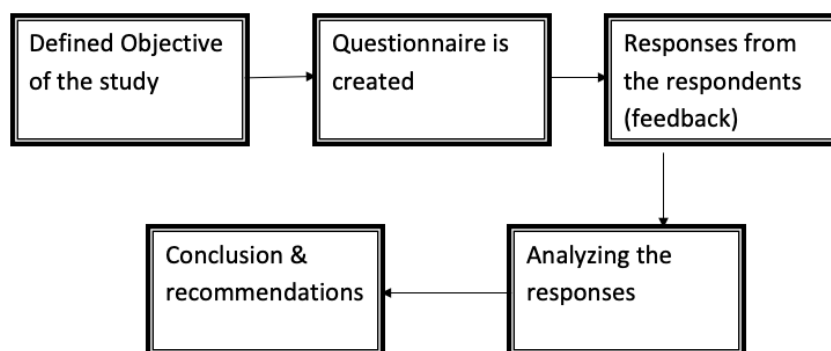 Defined Objective
of the study
Questionnaire is
created
Responses from
the respondents
(feedback)
Analyzing the
responses
Conclusion &
recommendations